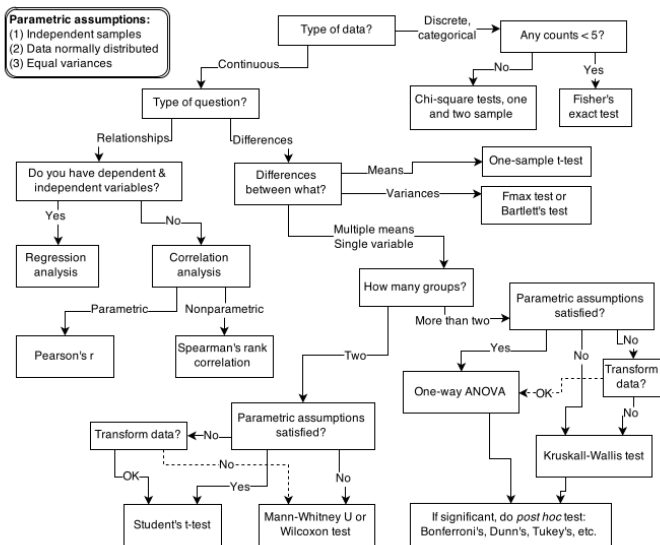 Parametric assumptions:
(1) Independent samples
(2) Data normally distributed
(3) Equal variances
Type of data?
Discrete,
categorical
Any counts < 5?
Continuous
No
Yes
Type of question?
Chi-square tests, one
and two sample
Fisher's
exact test
Relationships
Differences
Do you have dependent &
independent variables?
Differences
between what?
Means
One-sample t-test
Variances
Fmax test or
Bartlett's test
Yes
No
Multiple means
Single variable
Regression
analysis
Correlation
analysis
How many groups?
Parametric assumptions
satisfied?
Parametric
Nonparametric
More than two
Pearson's r
Spearman's rank
correlation
Two
Yes
No
No
Transform
data?
One-way ANOVA
OK
No
Parametric assumptions
satisfied?
Transform data?
No
Kruskall-Wallis test
No
OK
Yes
No
Student's t-test
Mann-Whitney U or
Wilcoxon test
If significant, do post hoc test:
Bonferroni's, Dunn's, Tukey's, etc.